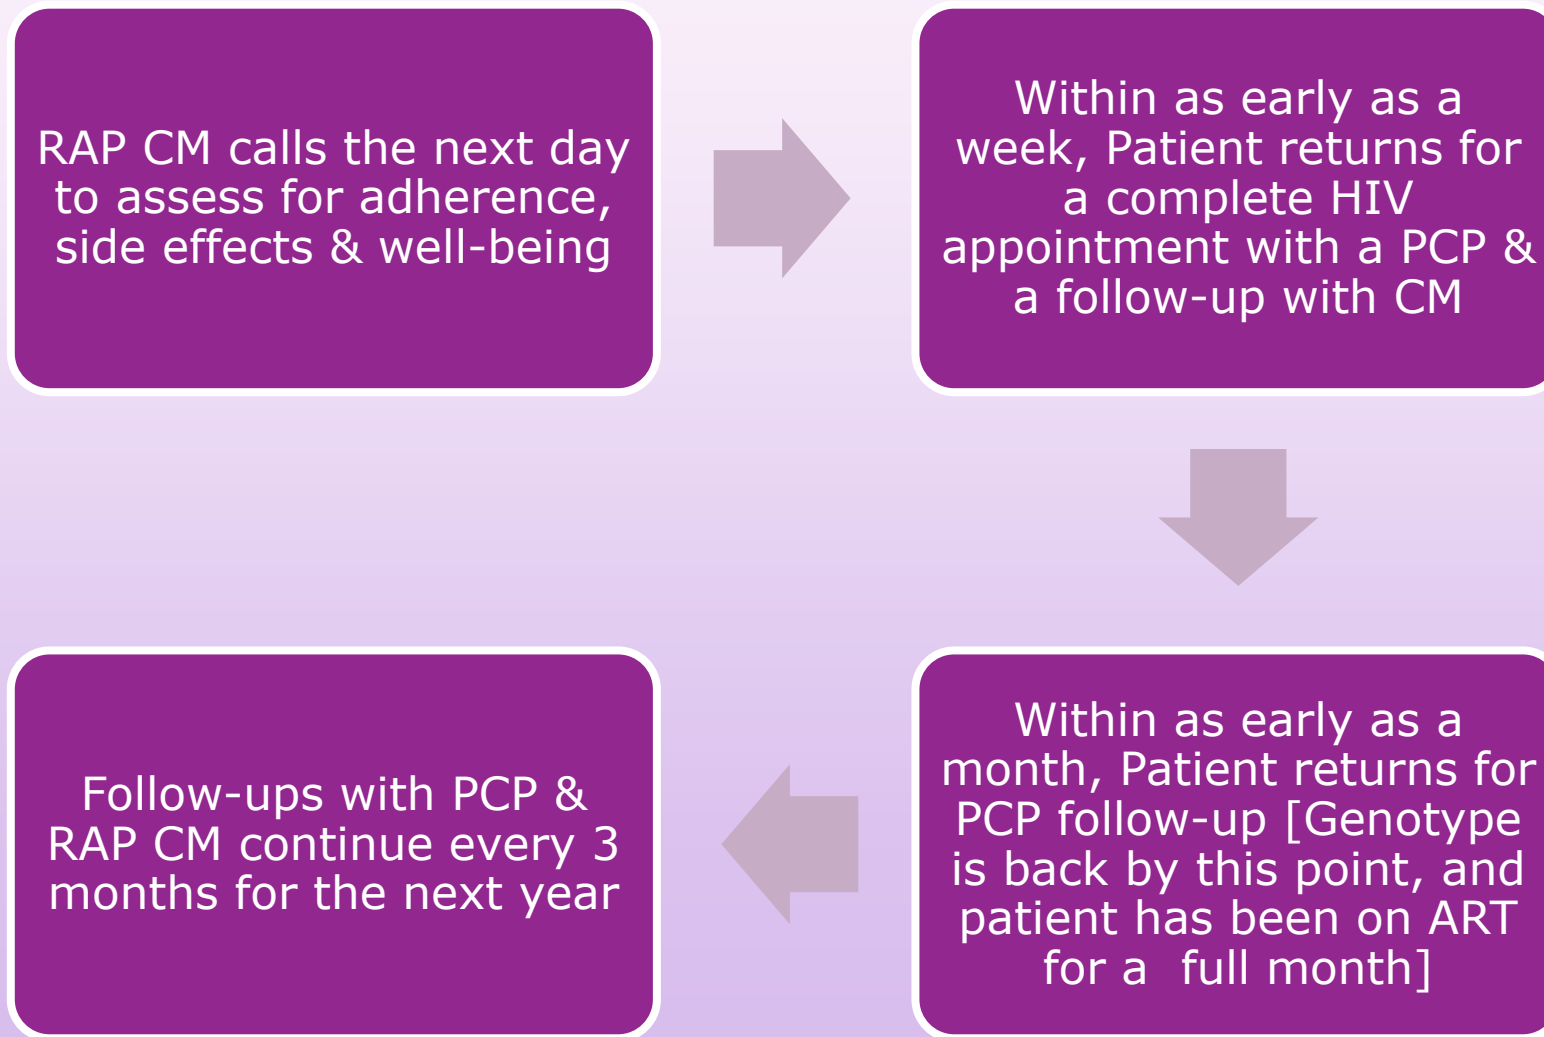 RAP CM calls the next day
to assess for adherence,
side effects & well-being
Within as early as a
week, Patient returns for
a complete HIV
appointment with a PCP &
a follow-up with CM
Within as early as a
month, Patient returns for
PCP follow-up [Genotype
is back by this point, and
patient has been on ART
for a  full month]
Follow-ups with PCP &
RAP CM continue every 3
months for the next year